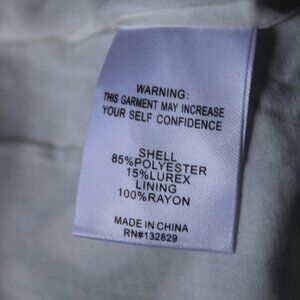 WARNING:
THIS GARMENT MAY INCREASE
YOUR SELF CONFIDENCE
SHELL
85%POLYESTER
15%LUREX
LINING
100%RAYON
MADE IN CHINA
RN#132829